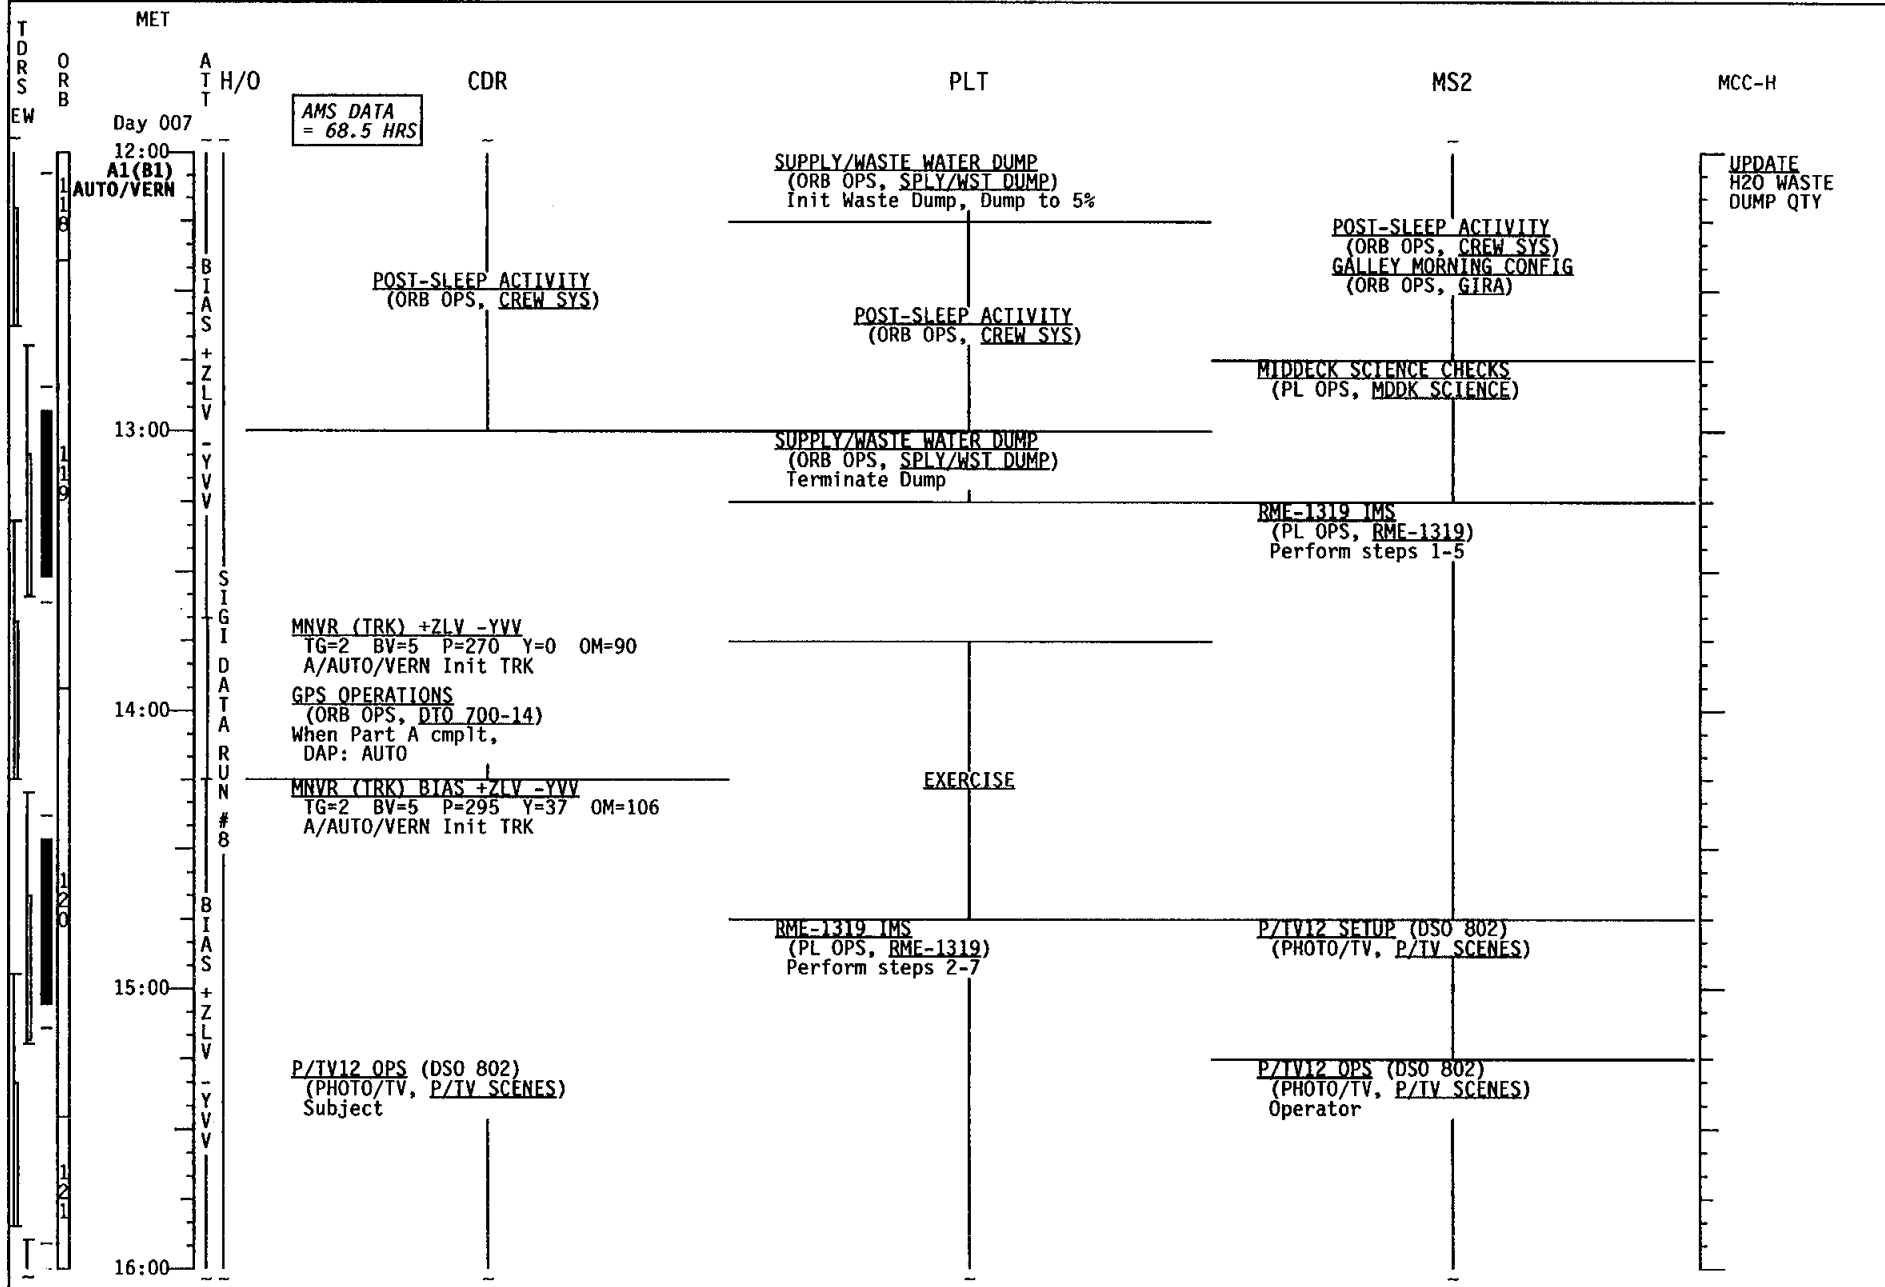 MET
TDRS
ORB
ATT
H/O
CDR
PLT
MS2
MCC-H
EW
AMS DATA
= 68.5 HRS
Day 007
12:00
A1(B1)
AUTO/VERN
118
BIAS +ZLV -YVV
POST-SLEEP ACTIVITY
(ORB OPS, CREW SYS)
SUPPLY/WASTE WATER DUMP
(ORB OPS, SPLY/WST DUMP)
Init Waste Dump, Dump to 5%
POST-SLEEP ACTIVITY
(ORB OPS, CREW SYS)
POST-SLEEP ACTIVITY
(ORB OPS, CREW SYS)
GALLEY MORNING CONFIG
(ORB OPS, GIRA)
MIDDECK SCIENCE CHECKS
(PL OPS, MDDK SCIENCE)
UPDATE
H2O WASTE
DUMP QTY
13:00
119
SUPPLY/WASTE WATER DUMP
(ORB OPS, SPLY/WST DUMP)
Terminate Dump
RME-1319 IMS
(PL OPS, RME-1319)
Perform steps 1-5
SIGI DATA RUN #8
MNVR (TRK) +ZLV -YVV
TG=2 BV=5 P=270 Y=0 OM=90
A/AUTO/VERN Init TRK
GPS OPERATIONS
(ORB OPS, DTO 700-14)
When Part A cmplt,
DAP: AUTO
14:00
MNVR (TRK) BIAS +ZLV -YVV
TG=2 BV=5 P=295 Y=37 OM=106
A/AUTO/VERN Init TRK
EXERCISE
120
BIAS +ZLV -YVV
RME-1319 IMS
(PL OPS, RME-1319)
Perform steps 2-7
P/TV12 SETUP (DSO 802)
(PHOTO/TV, P/TV SCENES)
15:00
P/TV12 OPS (DSO 802)
(PHOTO/TV, P/TV SCENES)
Subject
P/TV12 OPS (DSO 802)
(PHOTO/TV, P/TV SCENES)
Operator
121
16:00